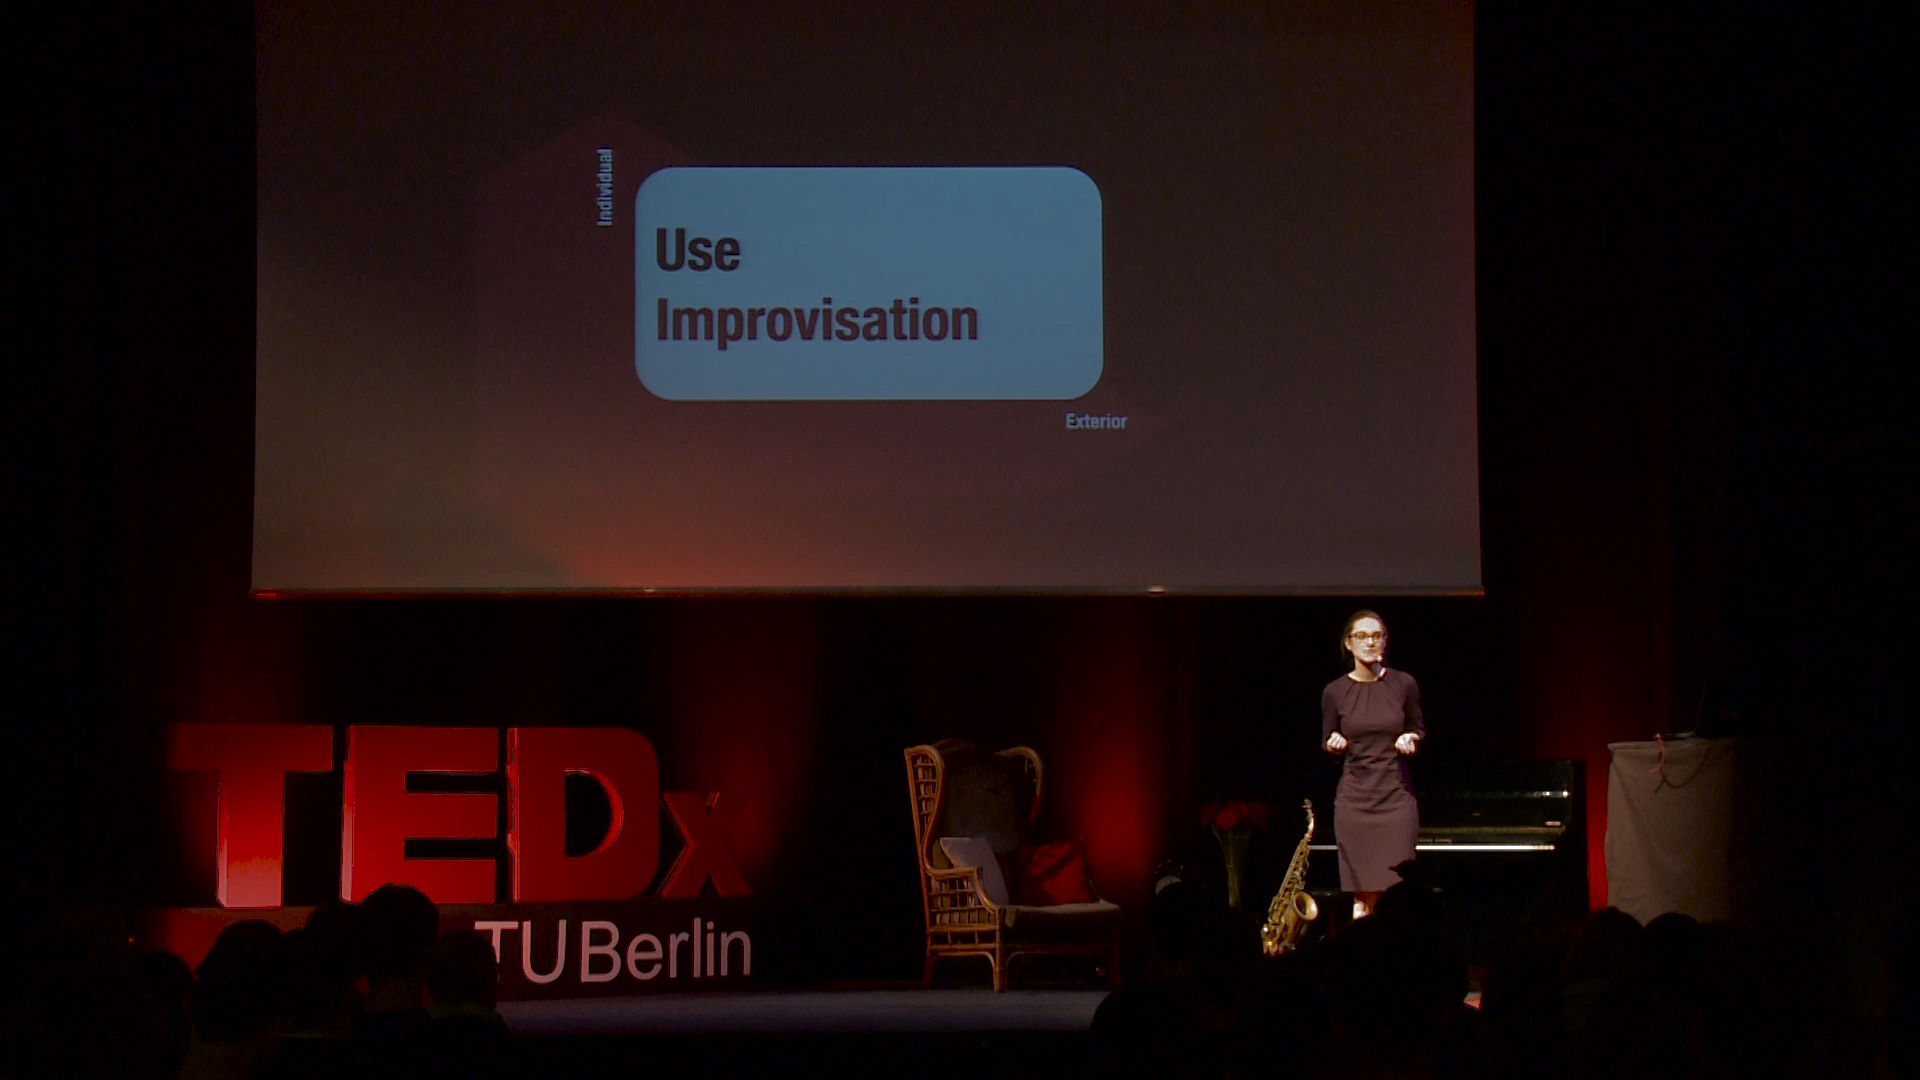 Individual
Use
Improvisation
Exterior
TEDx
TUBerlin